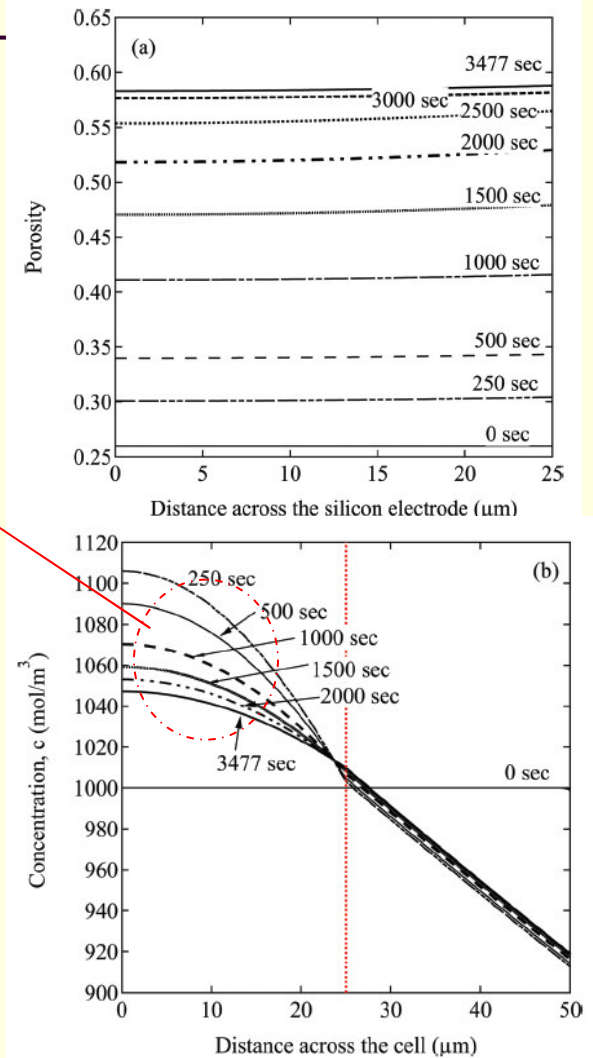 0.65
(a)
3477 sec
0.60
3000 sec
2500 sec
0.55
2000 sec
0.50
1500 sec
Porosity
0.45
1000 sec
0.40
500 sec
0.35
250 sec
0.30
0 sec
0.25
0 5 10 15 20 25
Distance across the silicon electrode (μm)
1120
(b)
1100
250 sec
1080
500 sec
1000 sec
1060
1500 sec
2000 sec
1040
3477 sec
1020
0 sec
1000
Concentration, c (mol/m³)
980
960
940
920
900
0 10 20 30 40 50
Distance across the cell (μm)